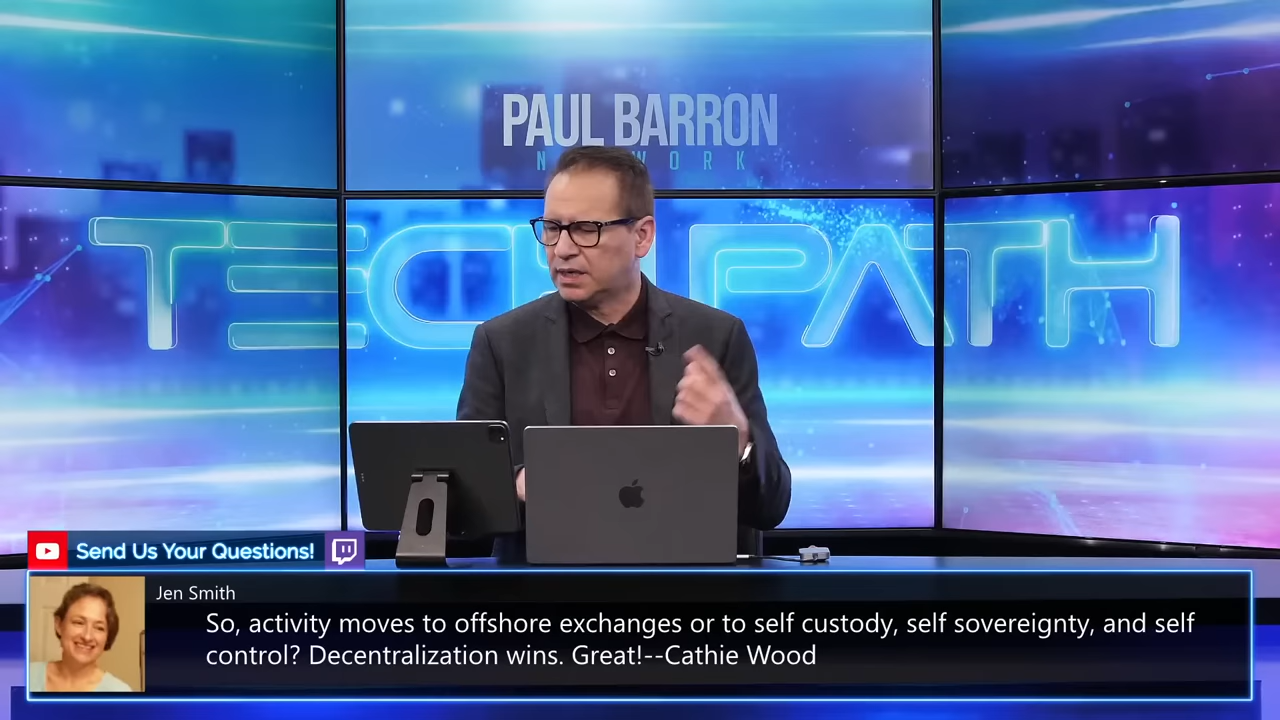 PAUL BARRON
TECH PATH
Send Us Your Questions!
Jen Smith
So, activity moves to offshore exchanges or to self custody, self sovereignty, and self
control? Decentralization wins. Great!--Cathie Wood